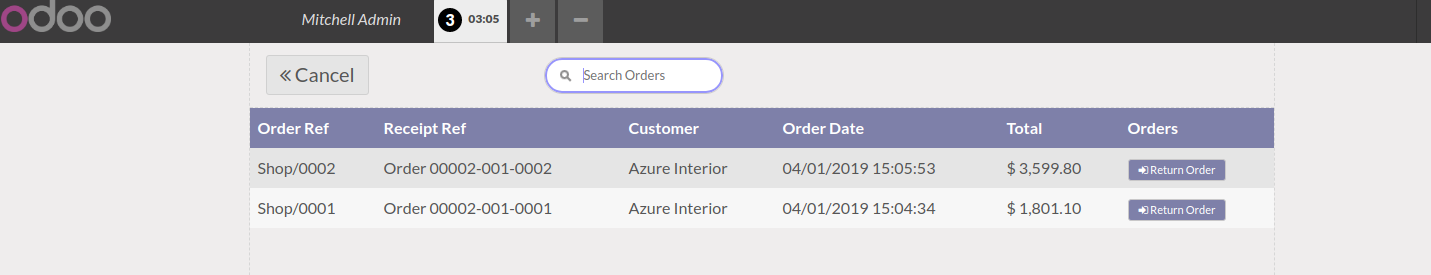 odoo Mitchell Admin 3 03:05
Cancel Search Orders
Order Ref Receipt Ref Customer Order Date Total Orders
Shop/0002 Order 00002-001-0002 Azure Interior 04/01/2019 15:05:53 $ 3,599.80 Return Order
Shop/0001 Order 00002-001-0001 Azure Interior 04/01/2019 15:04:34 $ 1,801.10 Return Order